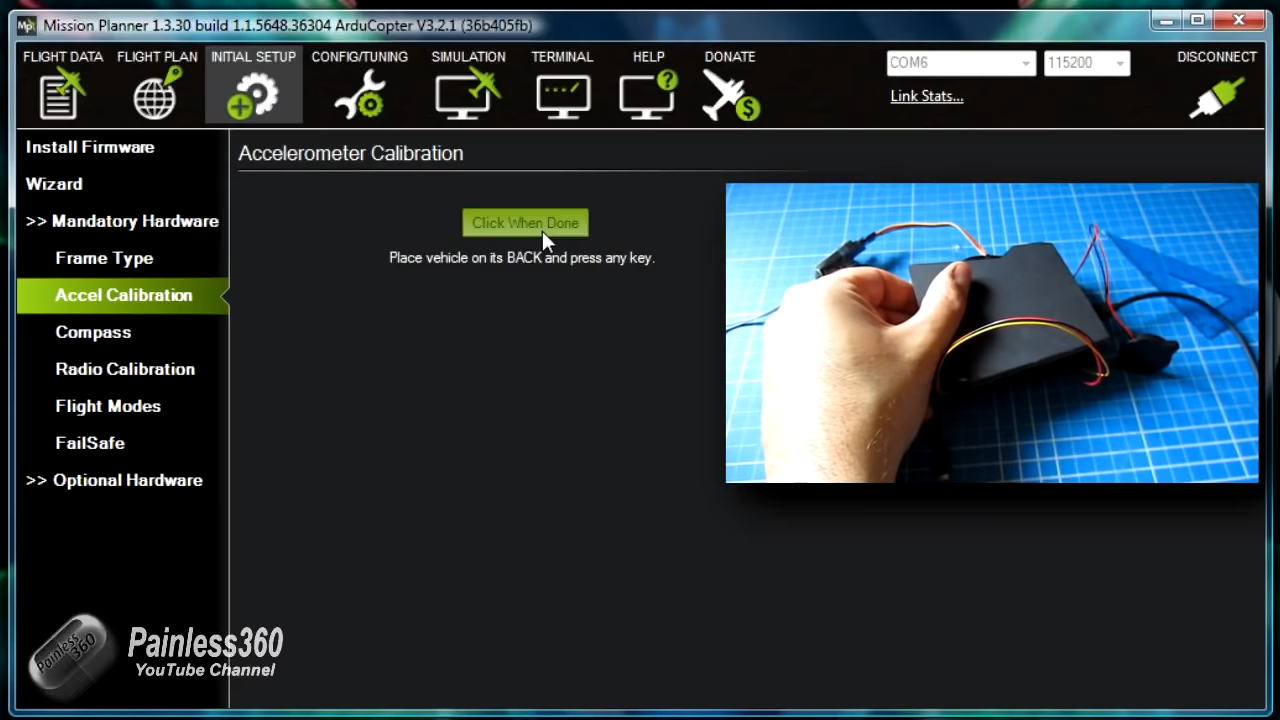 Mission Planner 1.3.30 build 1.1.5648.36304 ArduCopter V3.2.1 (36b405fb)
FLIGHT DATA FLIGHT PLAN INITIAL SETUP CONFIG/TUNING SIMULATION TERMINAL HELP DONATE
COM6 115200 DISCONNECT
Link Stats...
Install Firmware
Wizard
>> Mandatory Hardware
Frame Type
Accel Calibration
Compass
Radio Calibration
Flight Modes
FailSafe
>> Optional Hardware
Accelerometer Calibration
Click When Done
Place vehicle on its BACK and press any key.
Painless360
Painless360
YouTube Channel